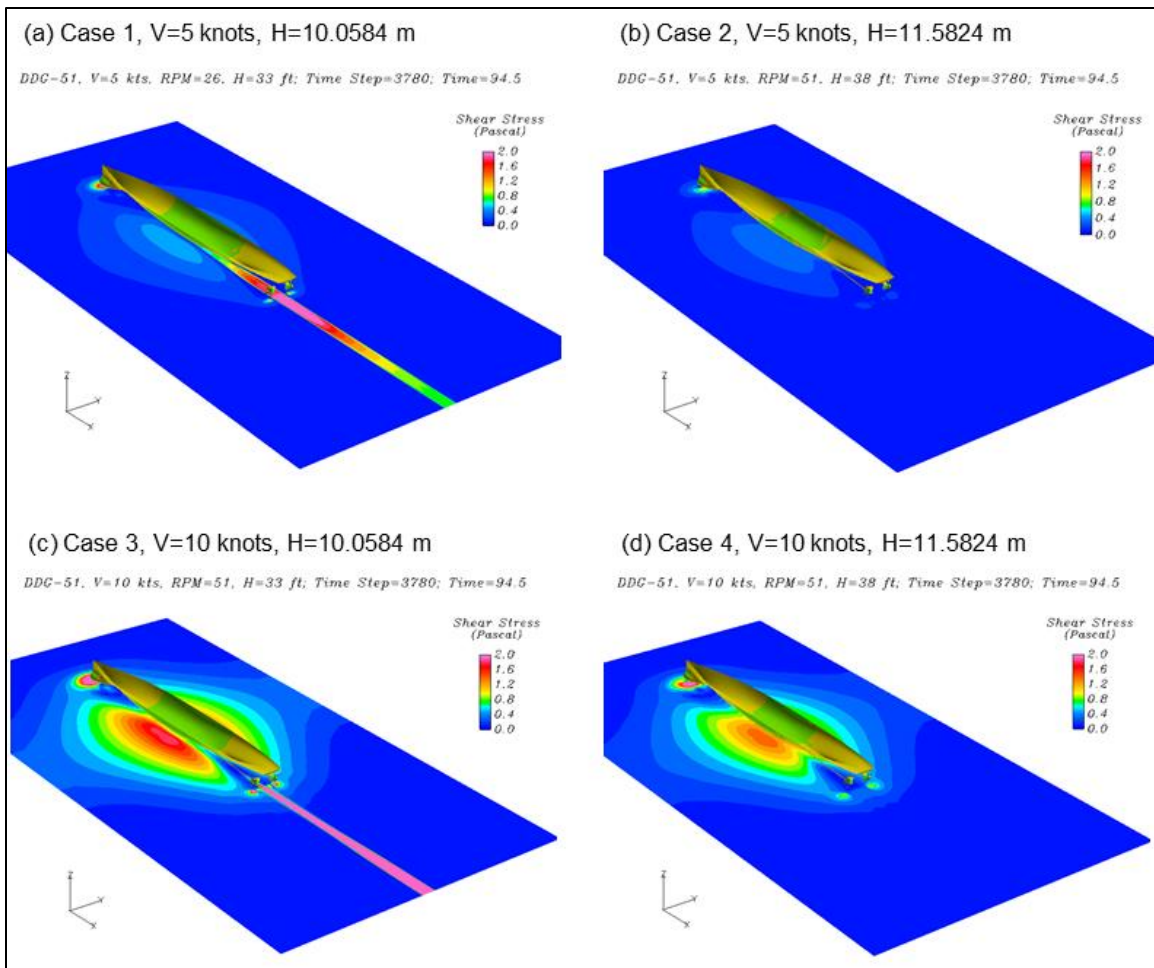 (a) Case 1, V=5 knots, H=10.0584 m
DDG-51, V=5 kts, RPM=26, H=33 ft; Time Step=3780; Time=94.5
Shear Stress
(Pascal)
2.0
1.6
1.2
0.8
0.4
0.0
Z
Y
X
(b) Case 2, V=5 knots, H=11.5824 m
DDG-51, V=5 kts, RPM=51, H=38 ft; Time Step=3780; Time=94.5
Shear Stress
(Pascal)
2.0
1.6
1.2
0.8
0.4
0.0
Z
Y
X
(c) Case 3, V=10 knots, H=10.0584 m
DDG-51, V=10 kts, RPM=51, H=33 ft; Time Step=3780; Time=94.5
Shear Stress
(Pascal)
2.0
1.6
1.2
0.8
0.4
0.0
Z
Y
X
(d) Case 4, V=10 knots, H=11.5824 m
DDG-51, V=10 kts, RPM=51, H=38 ft; Time Step=3780; Time=94.5
Shear Stress
(Pascal)
2.0
1.6
1.2
0.8
0.4
0.0
Z
Y
X